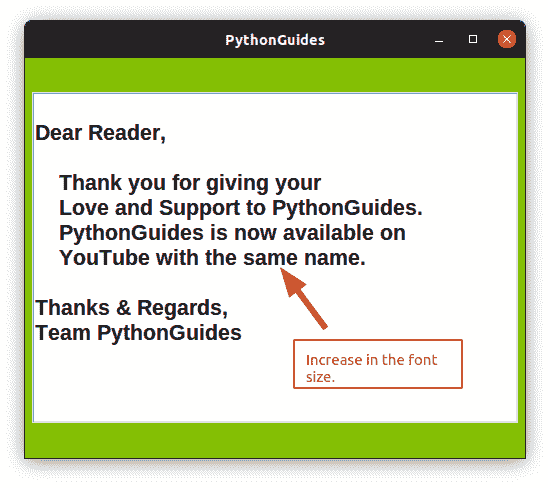 PythonGuides
Dear Reader,
Thank you for giving your
Love and Support to PythonGuides.
PythonGuides is now available on
YouTube with the same name.
Thanks & Regards,
Team PythonGuides
Increase in the font
size.